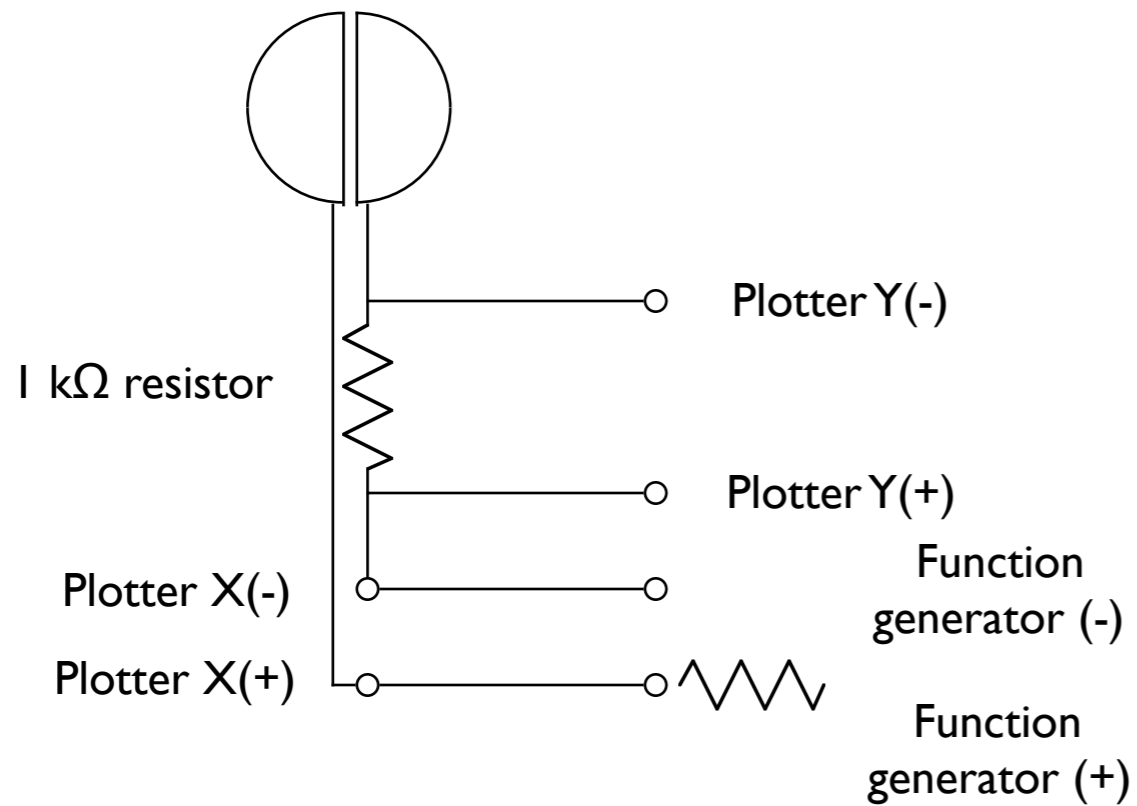 Plotter Y(-)
1 kΩ resistor
Plotter Y(+)
Function
generator (-)
Plotter X(-)
Plotter X(+)
Function
generator (+)